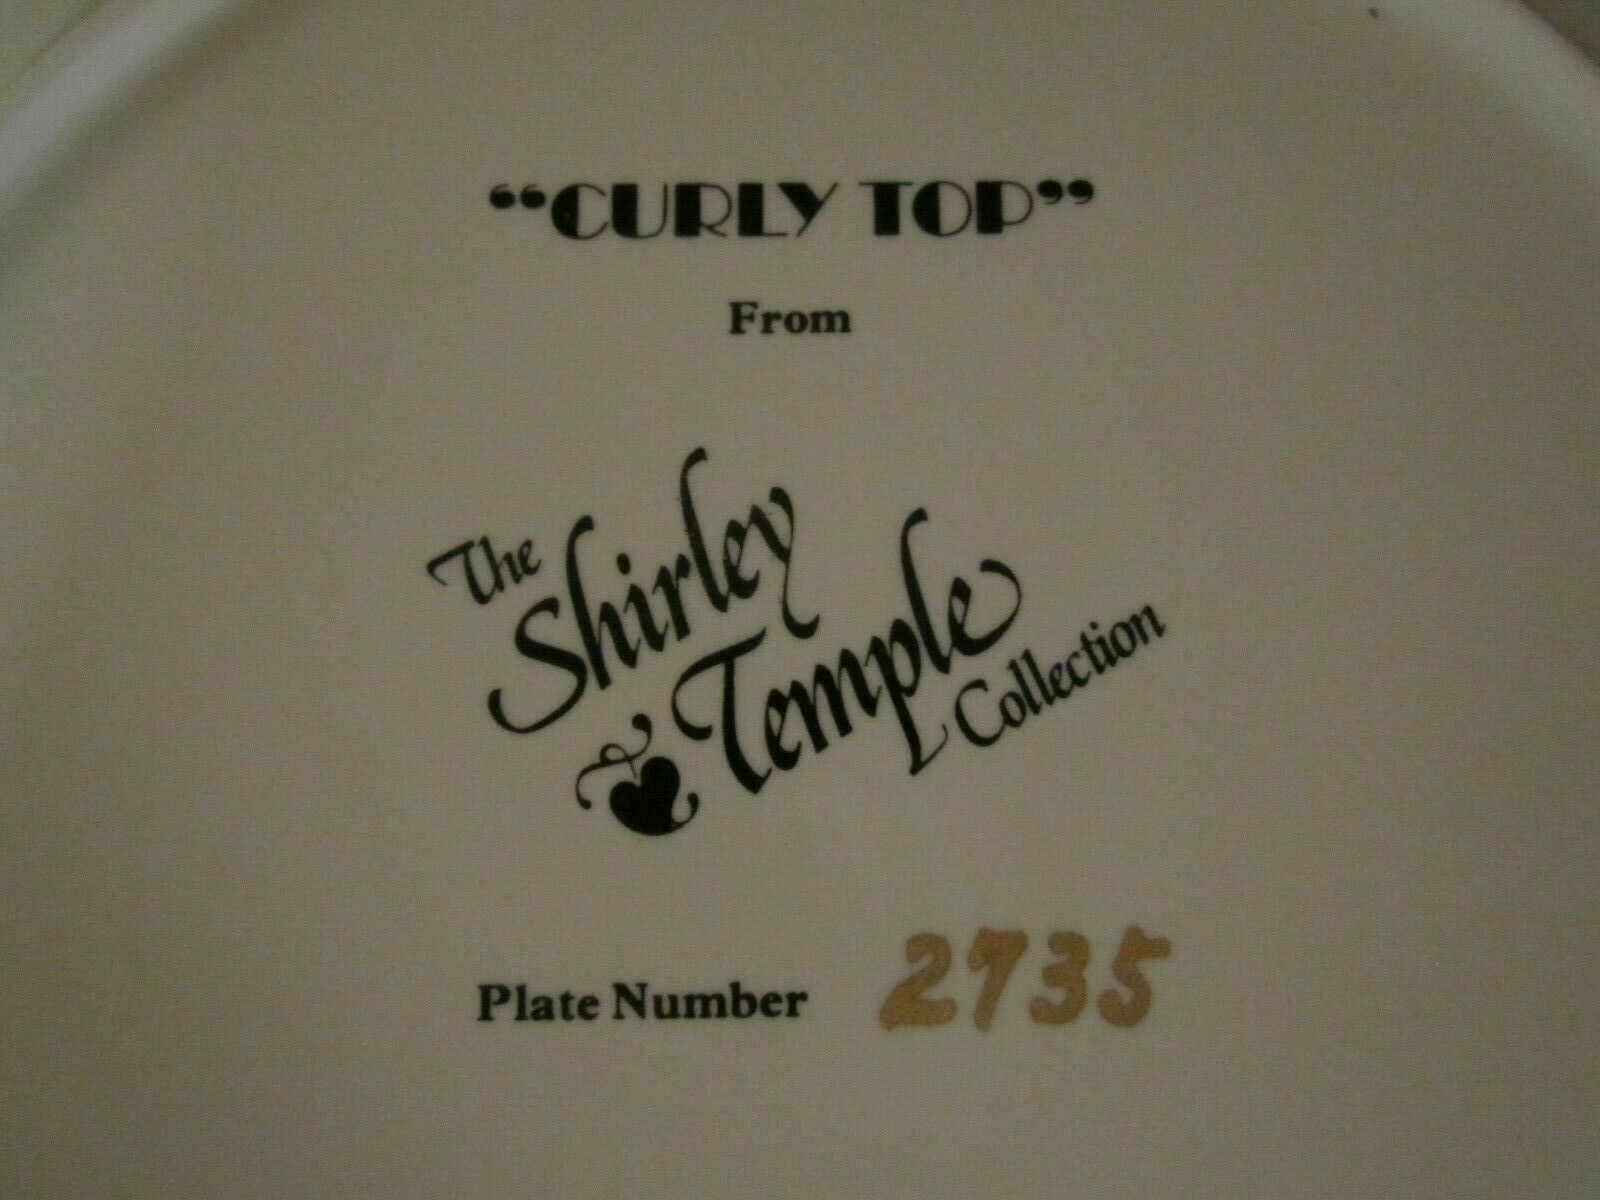 “CURLY TOP”
From
The
Shirley
Temple
Collection
Plate Number 2735